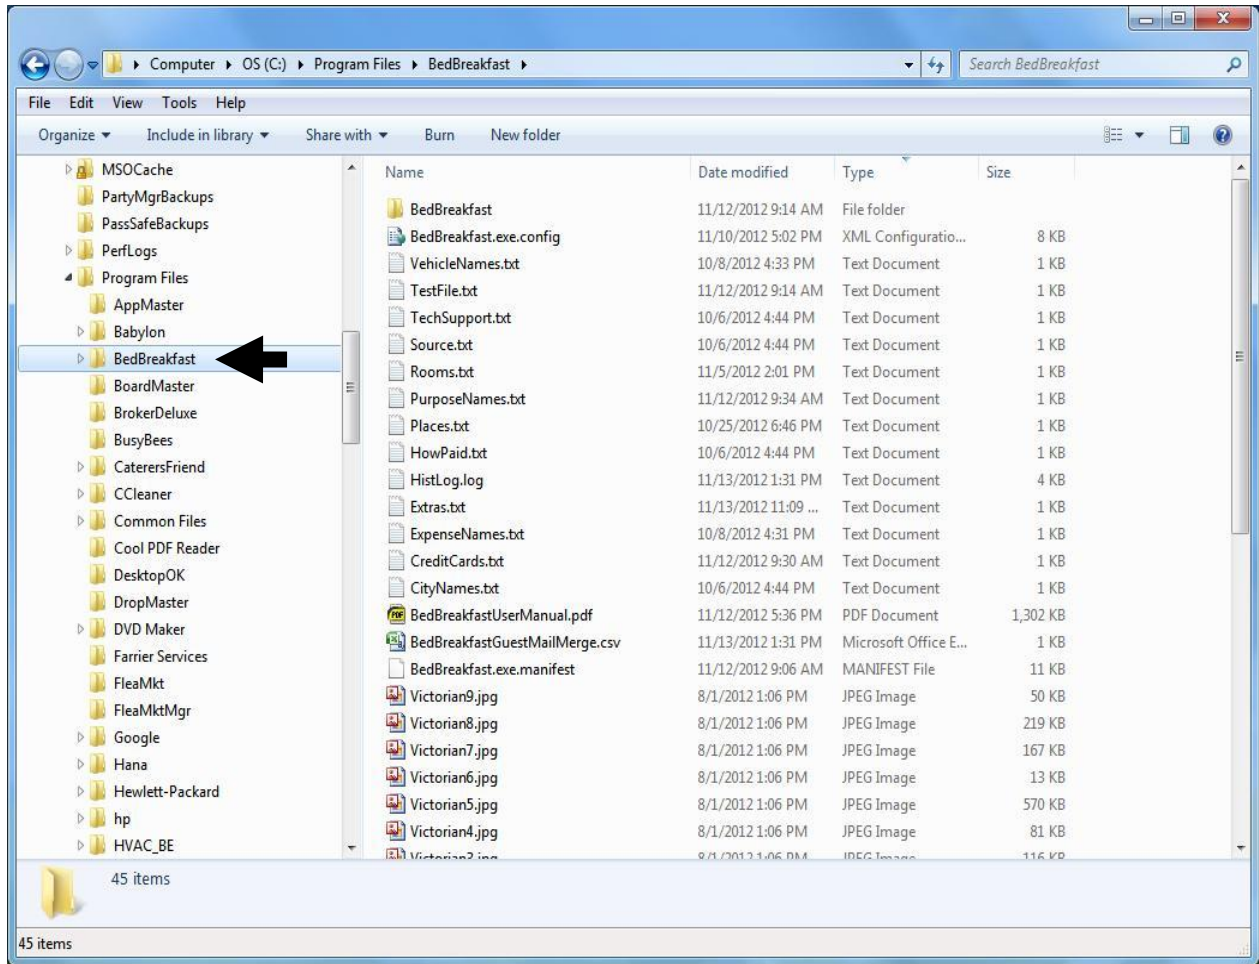 Computer ▸ OS (C:) ▸ Program Files ▸ BedBreakfast ▸ Search BedBreakfast
File Edit View Tools Help
Organize Include in library Share with Burn New folder
MSOCache
PartyMgrBackups
PassSafeBackups
PerfLogs
Program Files
AppMaster
Babylon
BedBreakfast
BoardMaster
BrokerDeluxe
BusyBees
CaterersFriend
CCleaner
Common Files
Cool PDF Reader
DesktopOK
DropMaster
DVD Maker
Farrier Services
FleaMkt
FleaMktMgr
Google
Hana
Hewlett-Packard
hp
HVAC_BE
Name Date modified Type Size
BedBreakfast 11/12/2012 9:14 AM File folder
BedBreakfast.exe.config 11/10/2012 5:02 PM XML Configuratio... 8 KB
VehicleNames.txt 10/8/2012 4:33 PM Text Document 1 KB
TestFile.txt 11/12/2012 9:14 AM Text Document 1 KB
TechSupport.txt 10/6/2012 4:44 PM Text Document 1 KB
Source.txt 10/6/2012 4:44 PM Text Document 1 KB
Rooms.txt 11/5/2012 2:01 PM Text Document 1 KB
PurposeNames.txt 11/12/2012 9:34 AM Text Document 1 KB
Places.txt 10/25/2012 6:46 PM Text Document 1 KB
HowPaid.txt 10/6/2012 4:44 PM Text Document 1 KB
HistLog.log 11/13/2012 1:31 PM Text Document 4 KB
Extras.txt 11/13/2012 11:09 ... Text Document 1 KB
ExpenseNames.txt 10/8/2012 4:31 PM Text Document 1 KB
CreditCards.txt 11/12/2012 9:30 AM Text Document 1 KB
CityNames.txt 10/6/2012 4:44 PM Text Document 1 KB
BedBreakfastUserManual.pdf 11/12/2012 5:36 PM PDF Document 1,302 KB
BedBreakfastGuestMailMerge.csv 11/13/2012 1:31 PM Microsoft Office E... 1 KB
BedBreakfast.exe.manifest 11/12/2012 9:06 AM MANIFEST File 11 KB
Victorian9.jpg 8/1/2012 1:06 PM JPEG Image 50 KB
Victorian8.jpg 8/1/2012 1:06 PM JPEG Image 219 KB
Victorian7.jpg 8/1/2012 1:06 PM JPEG Image 167 KB
Victorian6.jpg 8/1/2012 1:06 PM JPEG Image 13 KB
Victorian5.jpg 8/1/2012 1:06 PM JPEG Image 570 KB
Victorian4.jpg 8/1/2012 1:06 PM JPEG Image 81 KB
8/1/2012 1:06 PM JPEG Image 116 KB
45 items
45 items